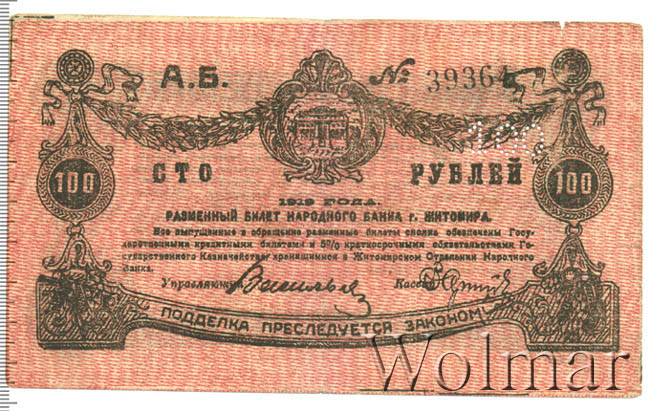 А.Б. № 39364
100
СТО РУБЛЕЙ
100 100
1919 ГОДА.
РАЗМЕННЫЙ БИЛЕТ НАРОДНОГО БАНКА г. ЖИТОМИРА.
Все выпущенные в обращение разменные билеты сполна обеспечены Госу-
дарственными кредитными билетами и 5% краткосрочными обязательствами Го-
сударственного Казначейства хранящимися в Житомирском Отделении Народного
Банка.
Управляющий Кассир
ПОДДЕЛКА ПРЕСЛЕДУЕТСЯ ЗАКОНОМ!
Wolmar